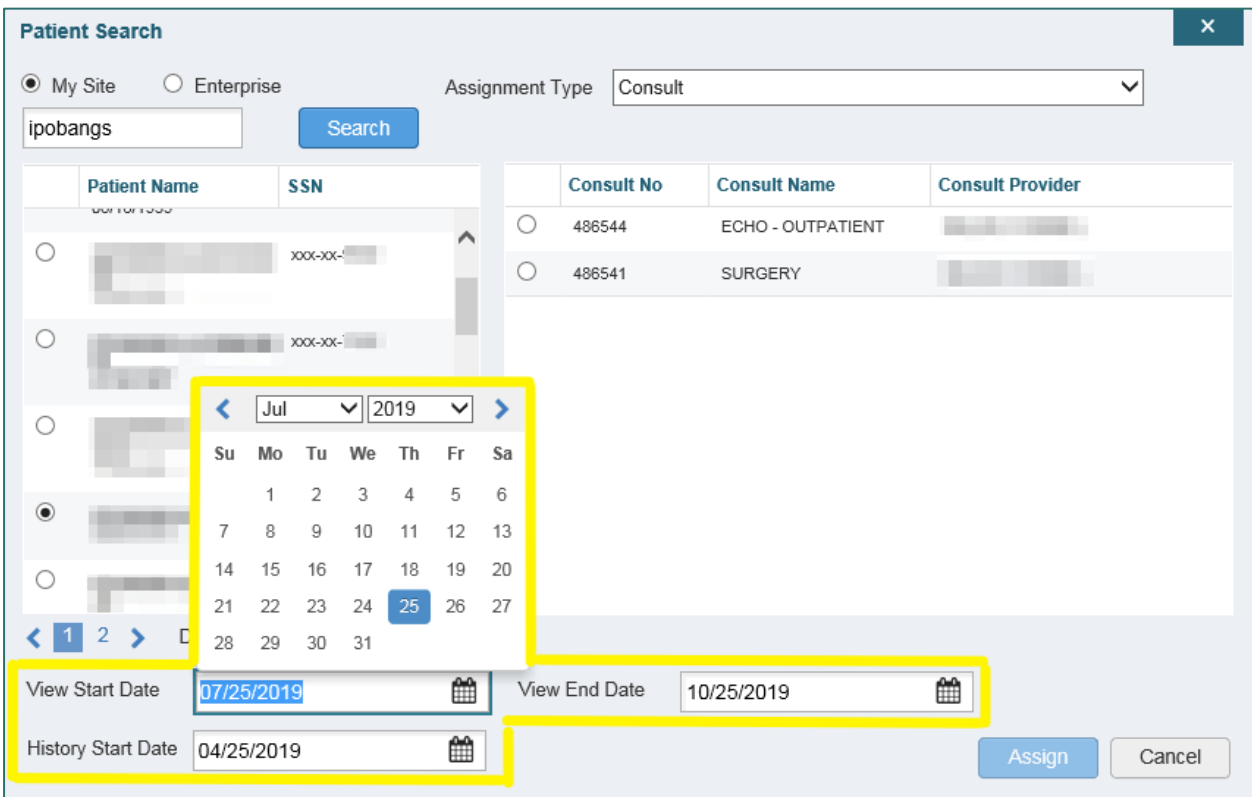 Patient Search
x
My Site Enterprise Assignment Type Consult
ipobangs Search
Patient Name SSN
Consult No Consult Name Consult Provider
486544 ECHO - OUTPATIENT
xxx-xx-
486541 SURGERY
xxx-xx-
Jul 2019
Su Mo Tu We Th Fr Sa
1 2 3 4 5 6
7 8 9 10 11 12 13
14 15 16 17 18 19 20
21 22 23 24 25 26 27
28 29 30 31
1 2
View Start Date 07/25/2019 View End Date 10/25/2019
History Start Date 04/25/2019
Assign Cancel